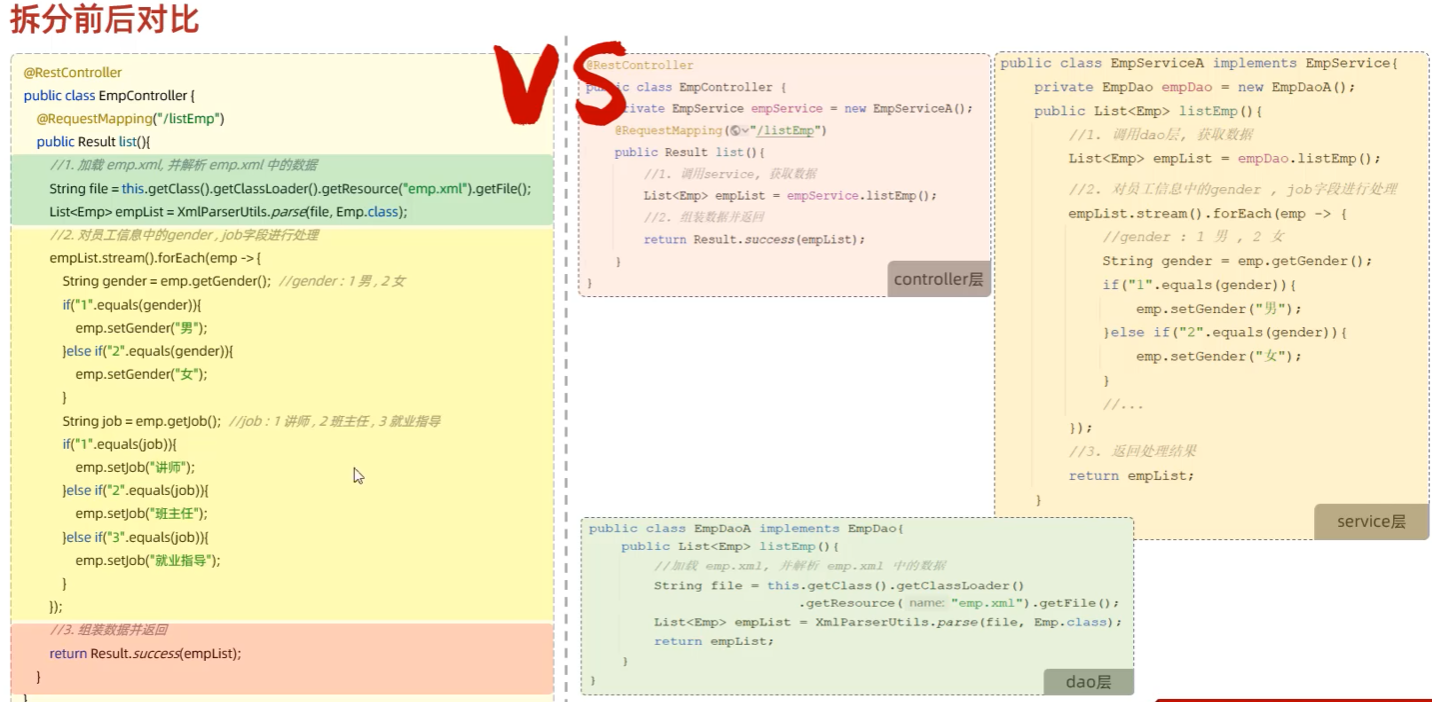 拆分前后对比
VS
@RestController
public class EmpController {
@RequestMapping("/listEmp")
public Result list(){
//1. 加载 emp.xml, 并解析 emp.xml 中的数据
String file = this.getClass().getClassLoader().getResource("emp.xml").getFile();
List<Emp> empList = XmlParserUtils.parse(file, Emp.class);
//2. 对员工信息中的gender , job字段进行处理
empList.stream().forEach(emp -> {
String gender = emp.getGender(); //gender : 1 男 , 2 女
if("1".equals(gender)){
emp.setGender("男");
}else if("2".equals(gender)){
emp.setGender("女");
}
String job = emp.getJob(); //job : 1 讲师 , 2 班主任 , 3 就业指导
if("1".equals(job)){
emp.setJob("讲师");
}else if("2".equals(job)){
emp.setJob("班主任");
}else if("3".equals(job)){
emp.setJob("就业指导");
}
});
//3. 组装数据并返回
return Result.success(empList);
}
}
@RestController
public class EmpController {
private EmpService empService = new EmpServiceA();
@RequestMapping("/listEmp")
public Result list(){
//1. 调用service, 获取数据
List<Emp> empList = empService.listEmp();
//2. 组装数据并返回
return Result.success(empList);
}
}
controller层
public class EmpServiceA implements EmpService{
private EmpDao empDao = new EmpDaoA();
public List<Emp> listEmp(){
//1. 调用dao层, 获取数据
List<Emp> empList = empDao.listEmp();
//2. 对员工信息中的gender , job字段进行处理
empList.stream().forEach(emp -> {
//gender : 1 男 , 2 女
String gender = emp.getGender();
if("1".equals(gender)){
emp.setGender("男");
}else if("2".equals(gender)){
emp.setGender("女");
}
//...
});
//3. 返回处理结果
return empList;
}
service层
public class EmpDaoA implements EmpDao{
public List<Emp> listEmp(){
//加载 emp.xml, 并解析 emp.xml 中的数据
String file = this.getClass().getClassLoader()
.getResource( name: "emp.xml").getFile();
List<Emp> empList = XmlParserUtils.parse(file, Emp.class);
return empList;
}
}
dao层